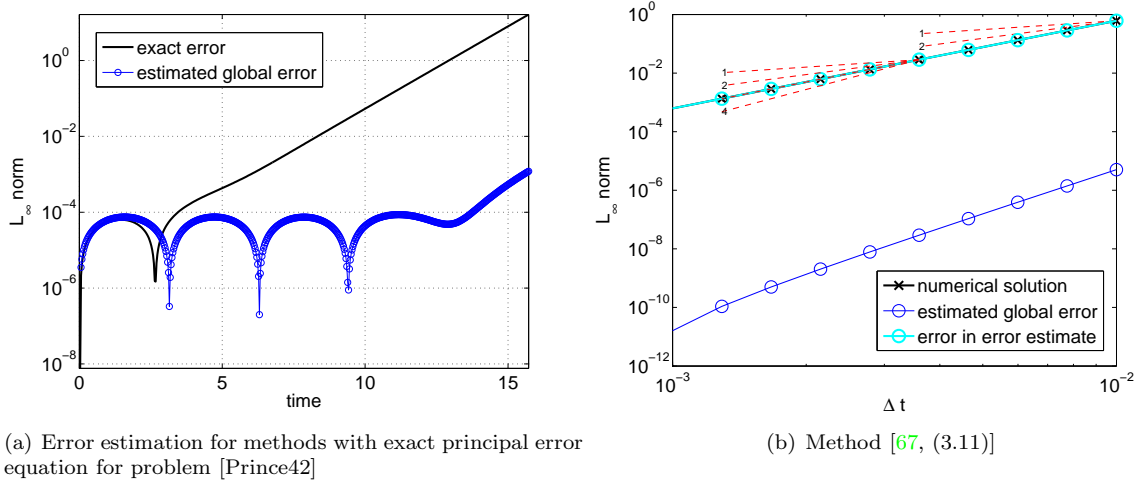 10^0
10^−2
10^−4
10^−6
10^−8
L∞ norm
exact error
estimated global error
0
5
10
15
time
(a) Error estimation for methods with exact principal error
equation for problem [Prince42]
10^0
10^−2
10^−4
10^−6
10^−8
10^−10
10^−12
L∞ norm
1
2
1
2
4
numerical solution
estimated global error
error in error estimate
10^−3
10^−2
Δ t
(b) Method [67, (3.11)]